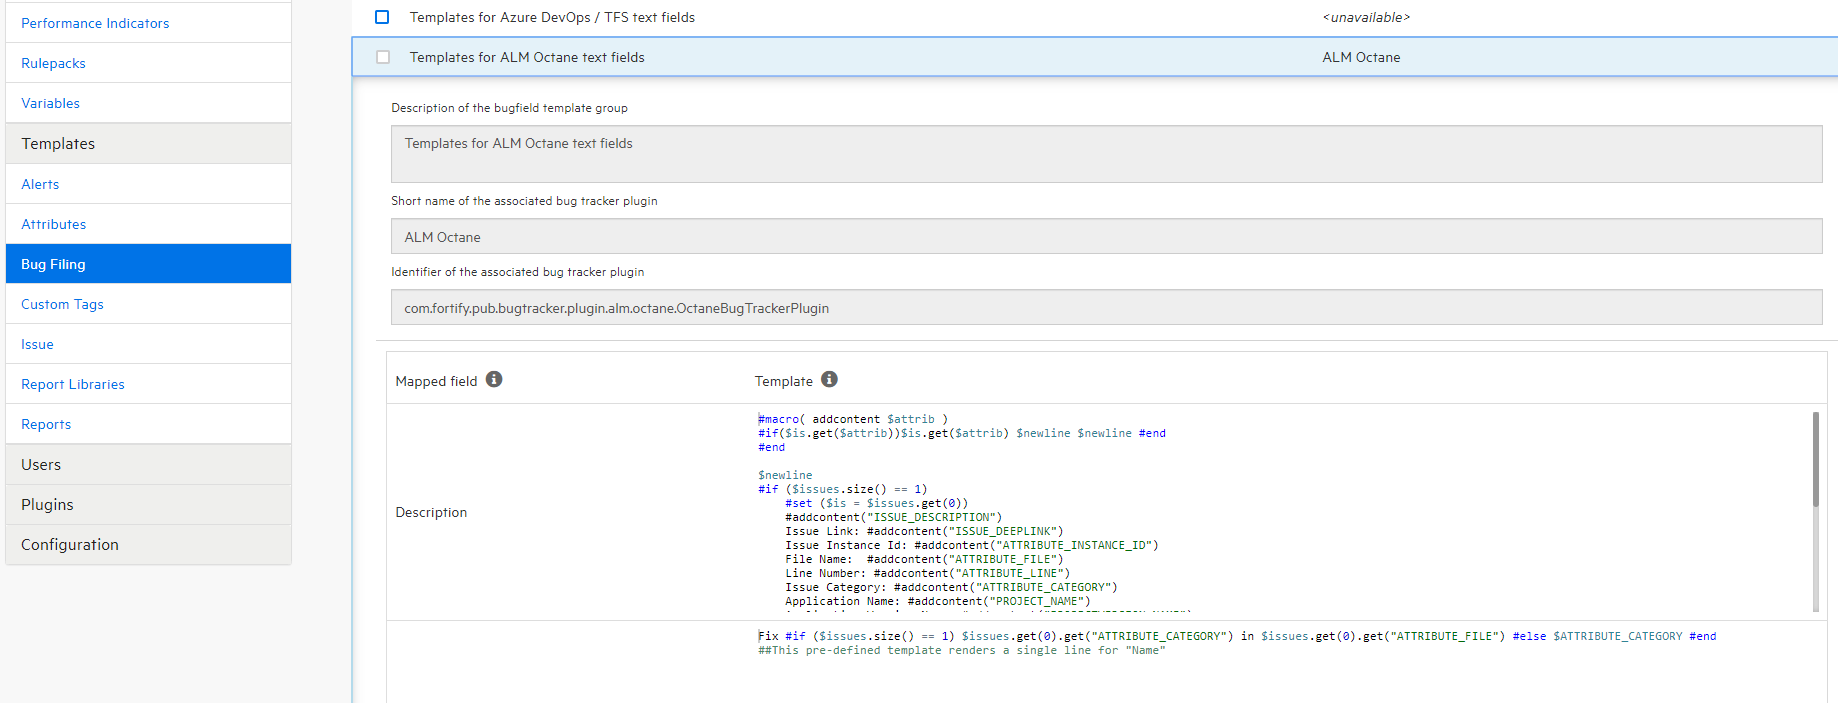 Performance Indicators
Rulepacks
Variables
Templates
Alerts
Attributes
Bug Filing
Custom Tags
Issue
Report Libraries
Reports
Users
Plugins
Configuration
Templates for Azure DevOps / TFS text fields <unavailable>
Templates for ALM Octane text fields ALM Octane
Description of the bugfield template group
Templates for ALM Octane text fields
Short name of the associated bug tracker plugin
ALM Octane
Identifier of the associated bug tracker plugin
com.fortify.pub.bugtracker.plugin.alm.octane.OctaneBugTrackerPlugin
Mapped field Template
Description
#macro( addcontent $attrib )
#if($is.get($attrib))$is.get($attrib) $newline $newline #end
#end
$newline
#if ($issues.size() == 1)
#set ($is = $issues.get(0))
#addcontent("ISSUE_DESCRIPTION")
Issue Link: #addcontent("ISSUE_DEEPLINK")
Issue Instance Id: #addcontent("ATTRIBUTE_INSTANCE_ID")
File Name:  #addcontent("ATTRIBUTE_FILE")
Line Number: #addcontent("ATTRIBUTE_LINE")
Issue Category: #addcontent("ATTRIBUTE_CATEGORY")
Application Name: #addcontent("PROJECT_NAME")
Fix #if ($issues.size() == 1) $issues.get(0).get("ATTRIBUTE_CATEGORY") in $issues.get(0).get("ATTRIBUTE_FILE") #else $ATTRIBUTE_CATEGORY #end
##This pre-defined template renders a single line for "Name"